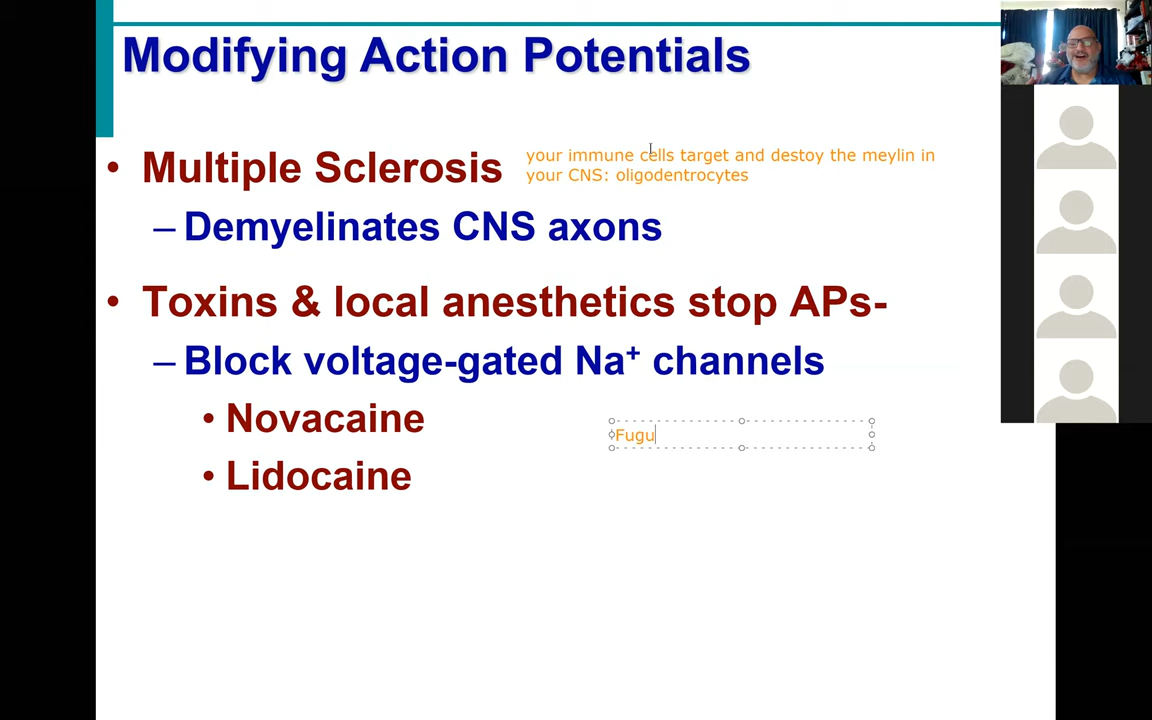 Modifying Action Potentials
• Multiple Sclerosis
your immune cells target and destoy the meylin in
your CNS: oligodentrocytes
– Demyelinates CNS axons
• Toxins & local anesthetics stop APs-
– Block voltage-gated Na⁺ channels
• Novacaine
Fugu
• Lidocaine